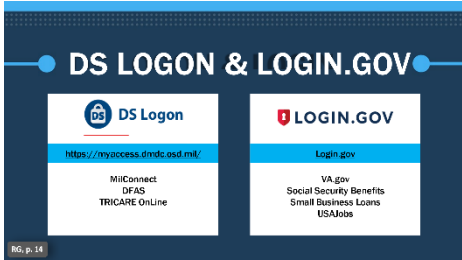 DS LOGON & LOGIN.GOV
DS DS Logon
https://myaccess.dmdc.osd.mil/
MilConnect
DFAS
TRICARE OnLine
LOGIN.GOV
Login.gov
VA.gov
Social Security Benefits
Small Business Loans
USAJobs
RG, p. 14